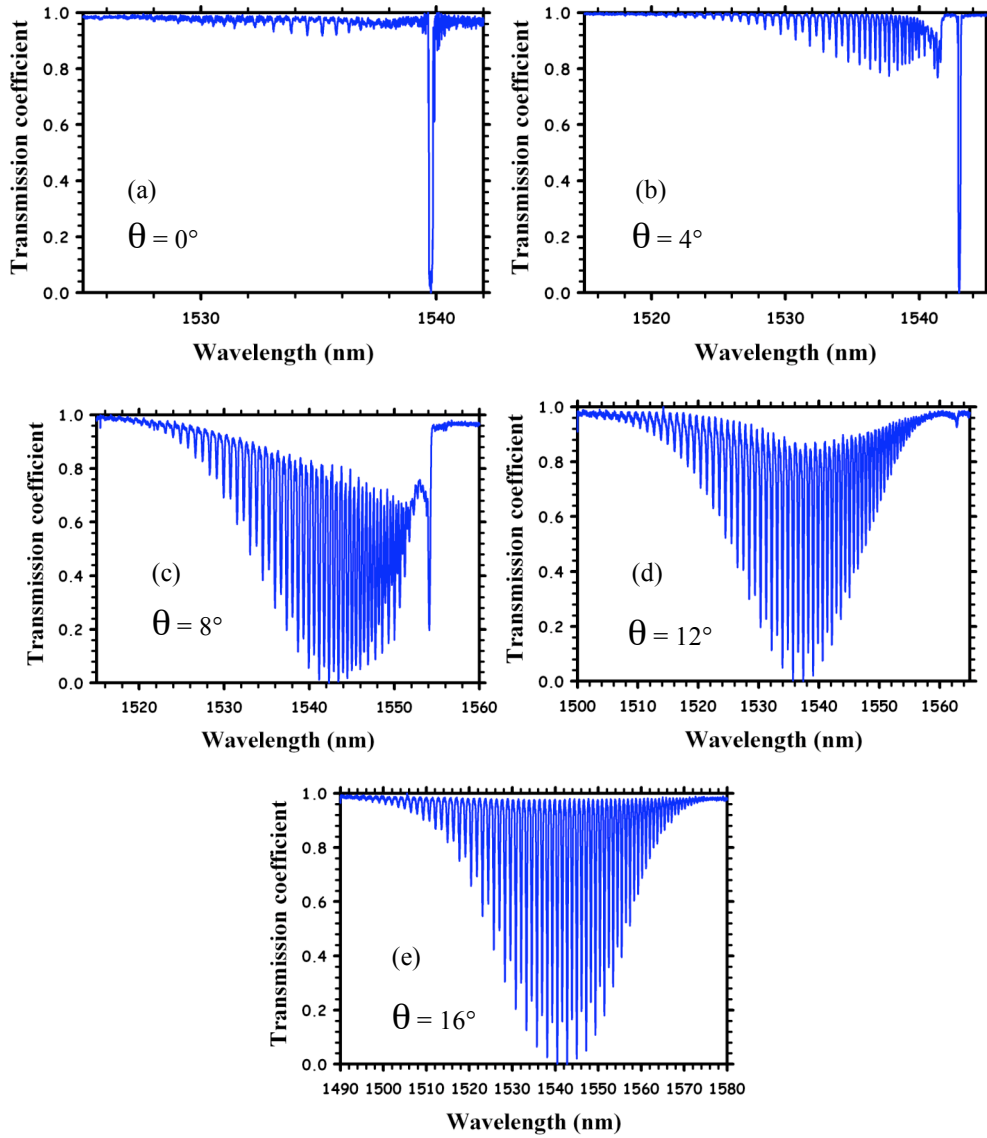 Transmission coefficient
1.0
0.8
0.6
0.4
0.2
0.0
(a)
θ = 0°
1530 1540
Wavelength (nm)
Transmission coefficient
1.0
0.8
0.6
0.4
0.2
0.0
(b)
θ = 4°
1520 1530 1540
Wavelength (nm)
Transmission coefficient
1.0
0.8
0.6
0.4
0.2
0.0
(c)
θ = 8°
1520 1530 1540 1550 1560
Wavelength (nm)
Transmission coefficient
1.0
0.8
0.6
0.4
0.2
0.0
(d)
θ = 12°
1500 1510 1520 1530 1540 1550 1560
Wavelength (nm)
Transmission coefficient
1.0
0.8
0.6
0.4
0.2
0.0
(e)
θ = 16°
1490 1500 1510 1520 1530 1540 1550 1560 1570 1580
Wavelength (nm)